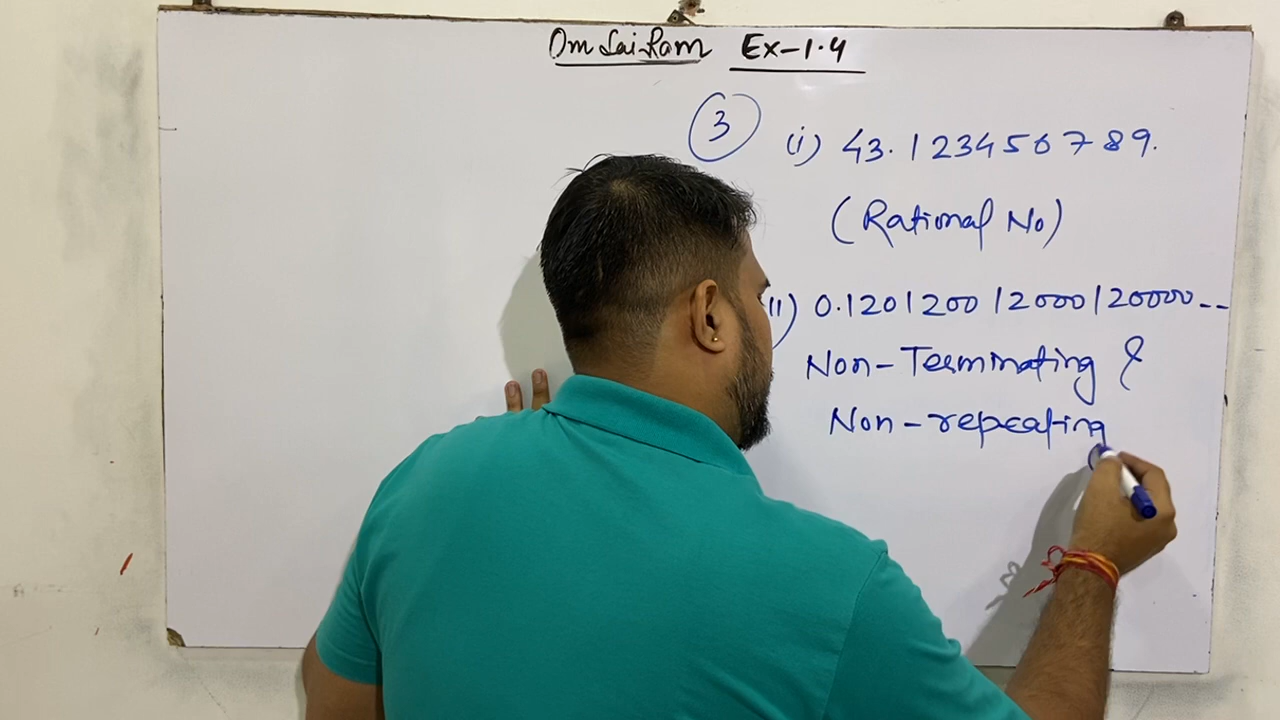 Om Sai Ram Ex-1.4
3 (i) 43.123456789.
(Rational No)
ii) 0.120120012000120000--
Non-Terminating &
Non-repeating